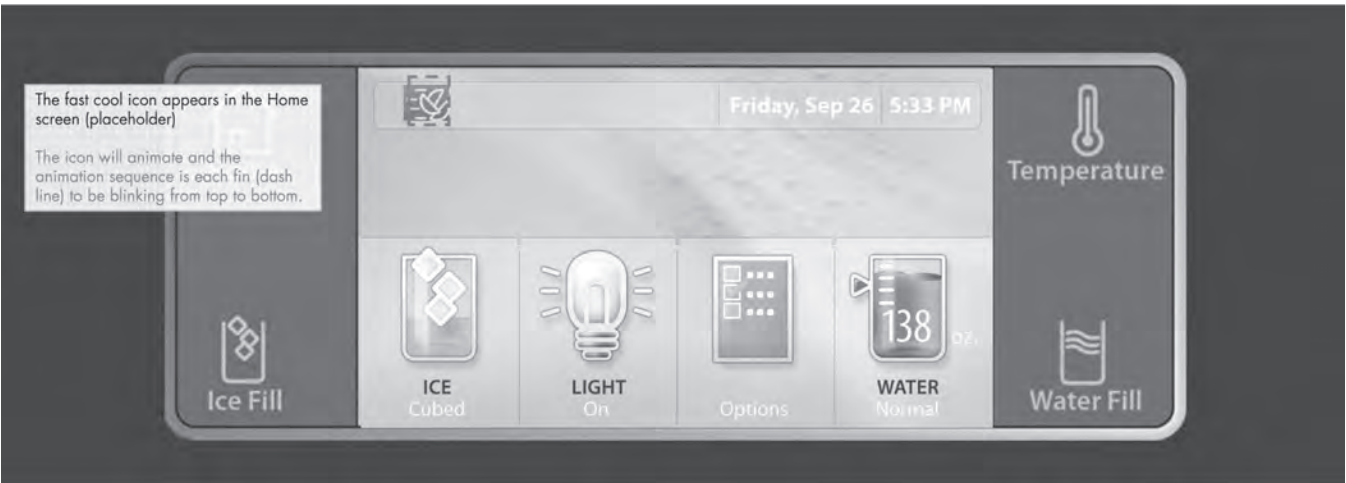 The fast cool icon appears in the Home
screen (placeholder)
The icon will animate and the
animation sequence is each fin (dash
line) to be blinking from top to bottom.
Friday, Sep 26 5:33 PM
Temperature
138 oz.
Ice Fill
ICE
Cubed
LIGHT
On
Options
WATER
Normal
Water Fill